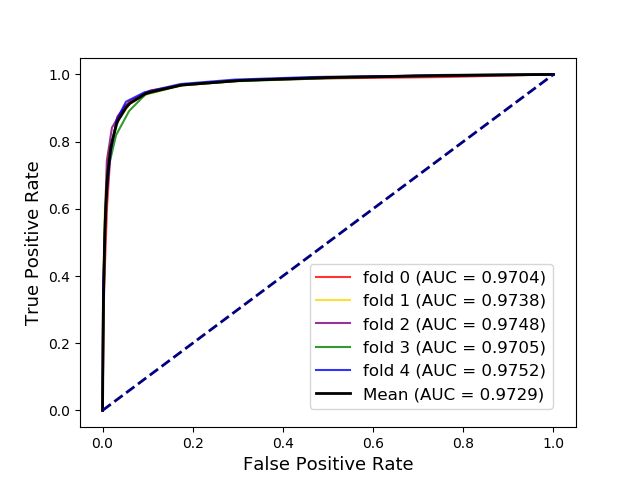 1.0
0.8
0.6
0.4
0.2
0.0
True Positive Rate
fold 0 (AUC = 0.9704)
fold 1 (AUC = 0.9738)
fold 2 (AUC = 0.9748)
fold 3 (AUC = 0.9705)
fold 4 (AUC = 0.9752)
Mean (AUC = 0.9729)
0.0 0.2 0.4 0.6 0.8 1.0
False Positive Rate